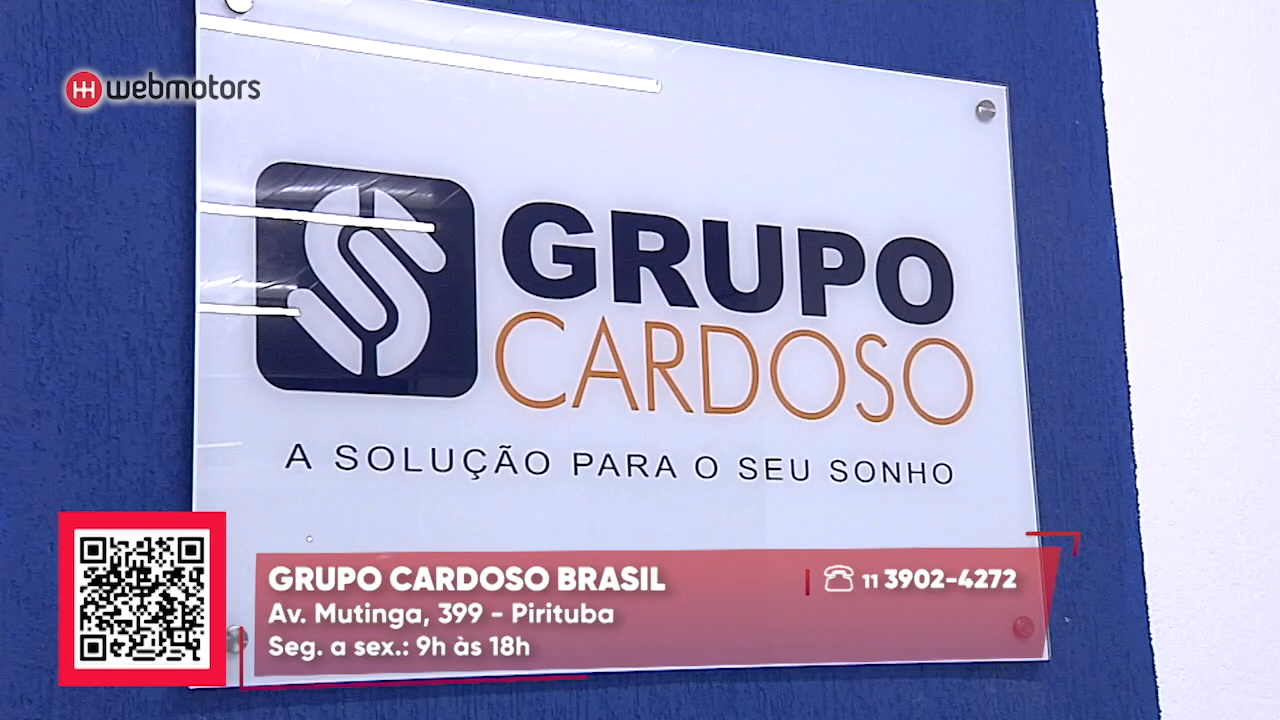 webmotors
GRUPO
CARDOSO
A SOLUÇÃO PARA O SEU SONHO
GRUPO CARDOSO BRASIL
11 3902-4272
Av. Mutinga, 399 - Pirituba
Seg. a sex.: 9h às 18h